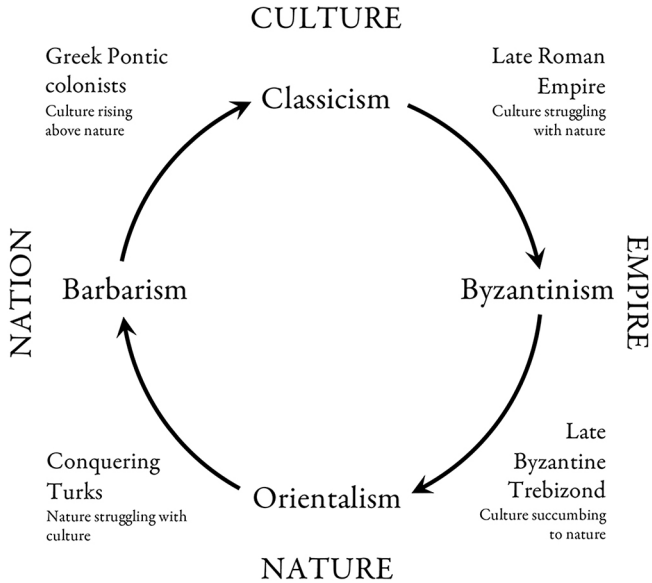 CULTURE
Greek Pontic
colonists
Culture rising
above nature
Late Roman
Empire
Culture struggling
with nature
Classicism
NATION
Barbarism
Byzantinism
EMPIRE
Conquering
Turks
Nature struggling with
culture
Late
Byzantine
Trebizond
Culture succumbing
to nature
Orientalism
NATURE